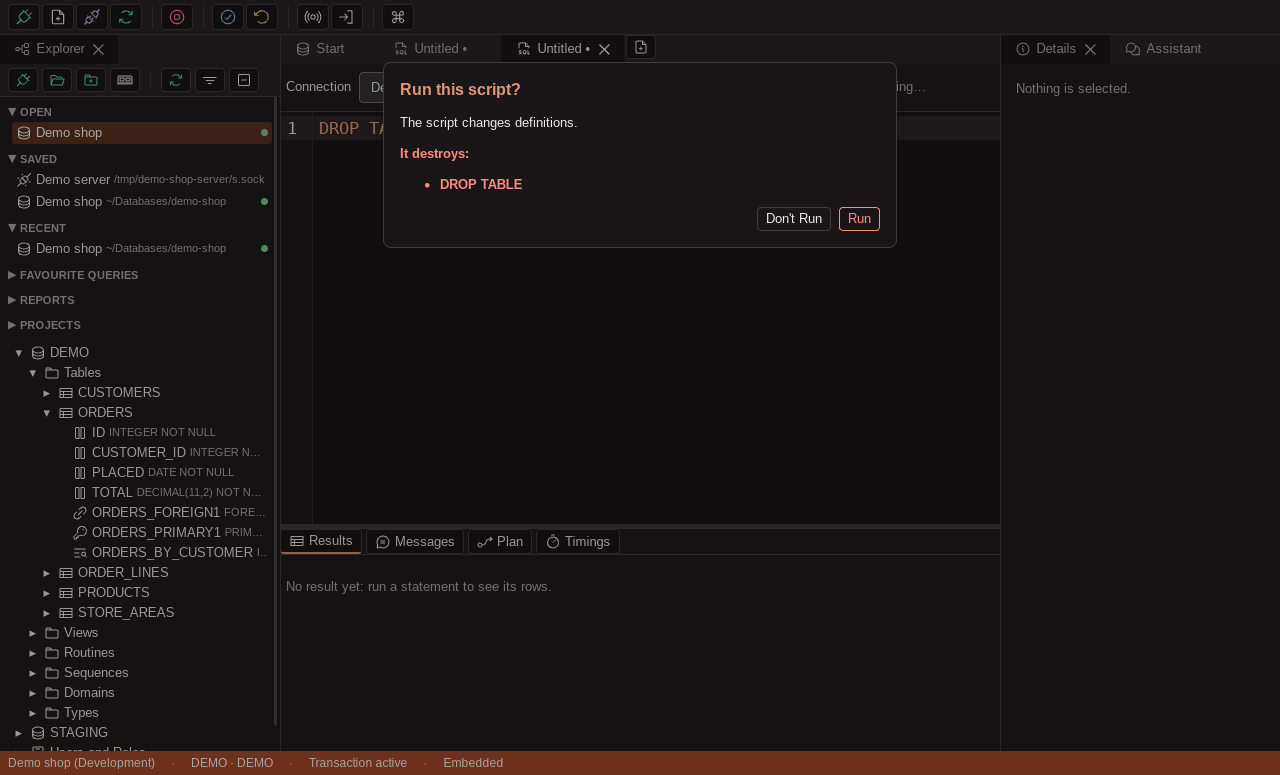 Explorer
Start
Untitled •
Untitled •
Details
Assistant
Connection
ing…
Nothing is selected.
Run this script?
The script changes definitions.
It destroys:
• DROP TABLE
Don't Run
Run
1
DROP TA
OPEN
Demo shop
SAVED
Demo server /tmp/demo-shop-server/s.sock
Demo shop ~/Databases/demo-shop
RECENT
Demo shop ~/Databases/demo-shop
FAVOURITE QUERIES
REPORTS
PROJECTS
DEMO
Tables
CUSTOMERS
ORDERS
ID INTEGER NOT NULL
CUSTOMER_ID INTEGER N…
PLACED DATE NOT NULL
TOTAL DECIMAL(11,2) NOT N…
ORDERS_FOREIGN1 FORE…
ORDERS_PRIMARY1 PRIM…
ORDERS_BY_CUSTOMER I…
ORDER_LINES
PRODUCTS
STORE_AREAS
Views
Routines
Sequences
Domains
Types
STAGING
Results
Messages
Plan
Timings
No result yet: run a statement to see its rows.
Demo shop (Development) · DEMO · DEMO · Transaction active · Embedded